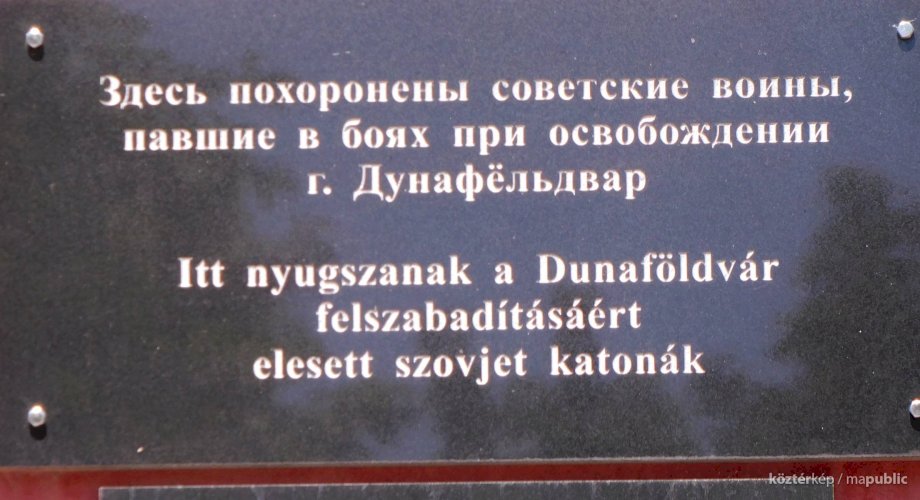 Здесь похоронены советские воины,
павшие в боях при освобождении
г. Дунафёльдвар
Itt nyugszanak a Dunaföldvár
felszabadításáért
elesett szovjet katonák
köztérkép / mapublic